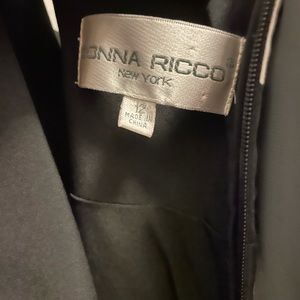 ONNA RICCO®
NEW YORK
12
MADE IN
CHINA